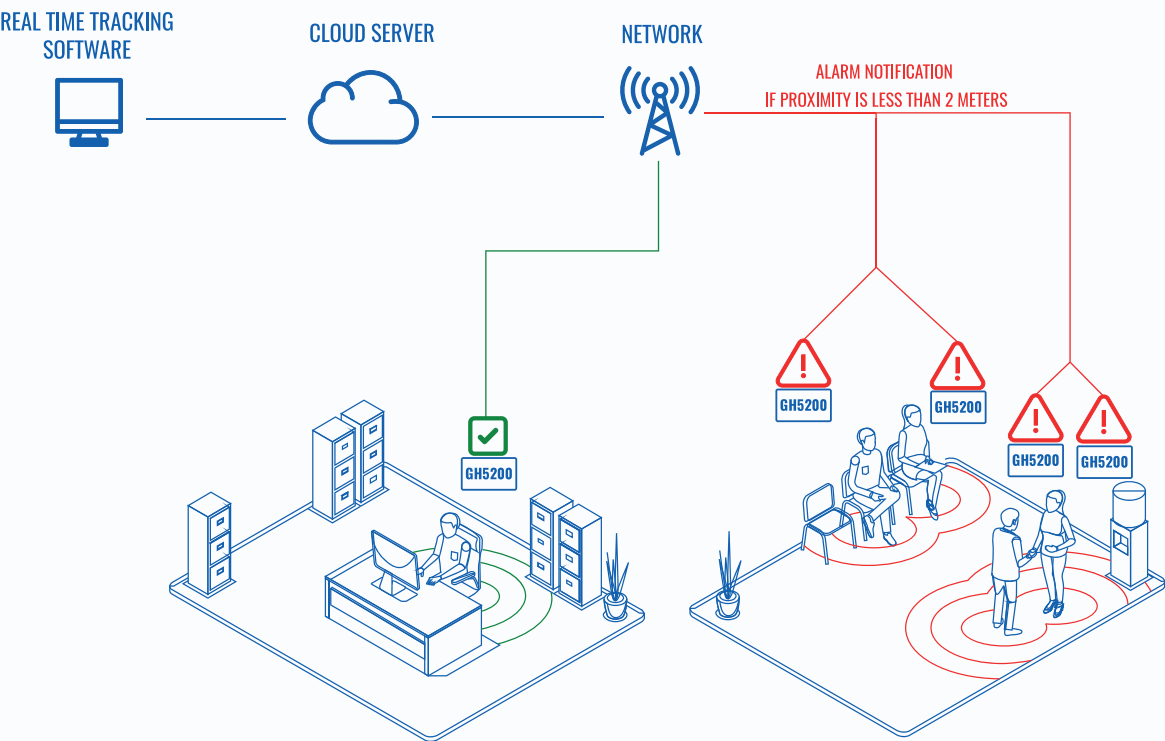 REAL TIME TRACKING
SOFTWARE
CLOUD SERVER
NETWORK
ALARM NOTIFICATION
IF PROXIMITY IS LESS THAN 2 METERS
GH5200
GH5200
GH5200
GH5200
GH5200